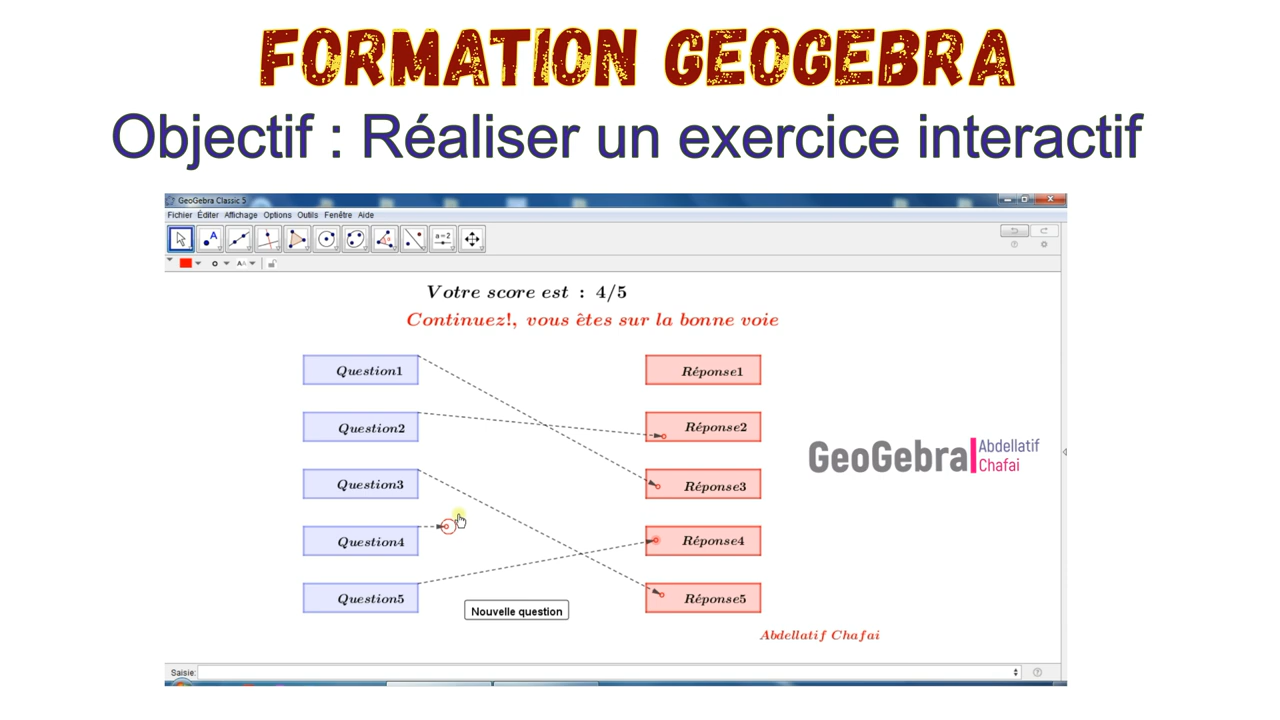 FORMATION GEOGEBRA
Objectif : Réaliser un exercice interactif
GeoGebra Classic 5
Fichier Éditer Affichage Options Outils Fenêtre Aide
A
a=2
AA
Votre score est : 4/5
Continuez!, vous êtes sur la bonne voie
Question1 Réponse1
Question2 Réponse2
GeoGebra Abdellatif
Chafai
Question3 Réponse3
Question4 Réponse4
Question5 Réponse5
Nouvelle question
Abdellatif Chafai
Saisie: